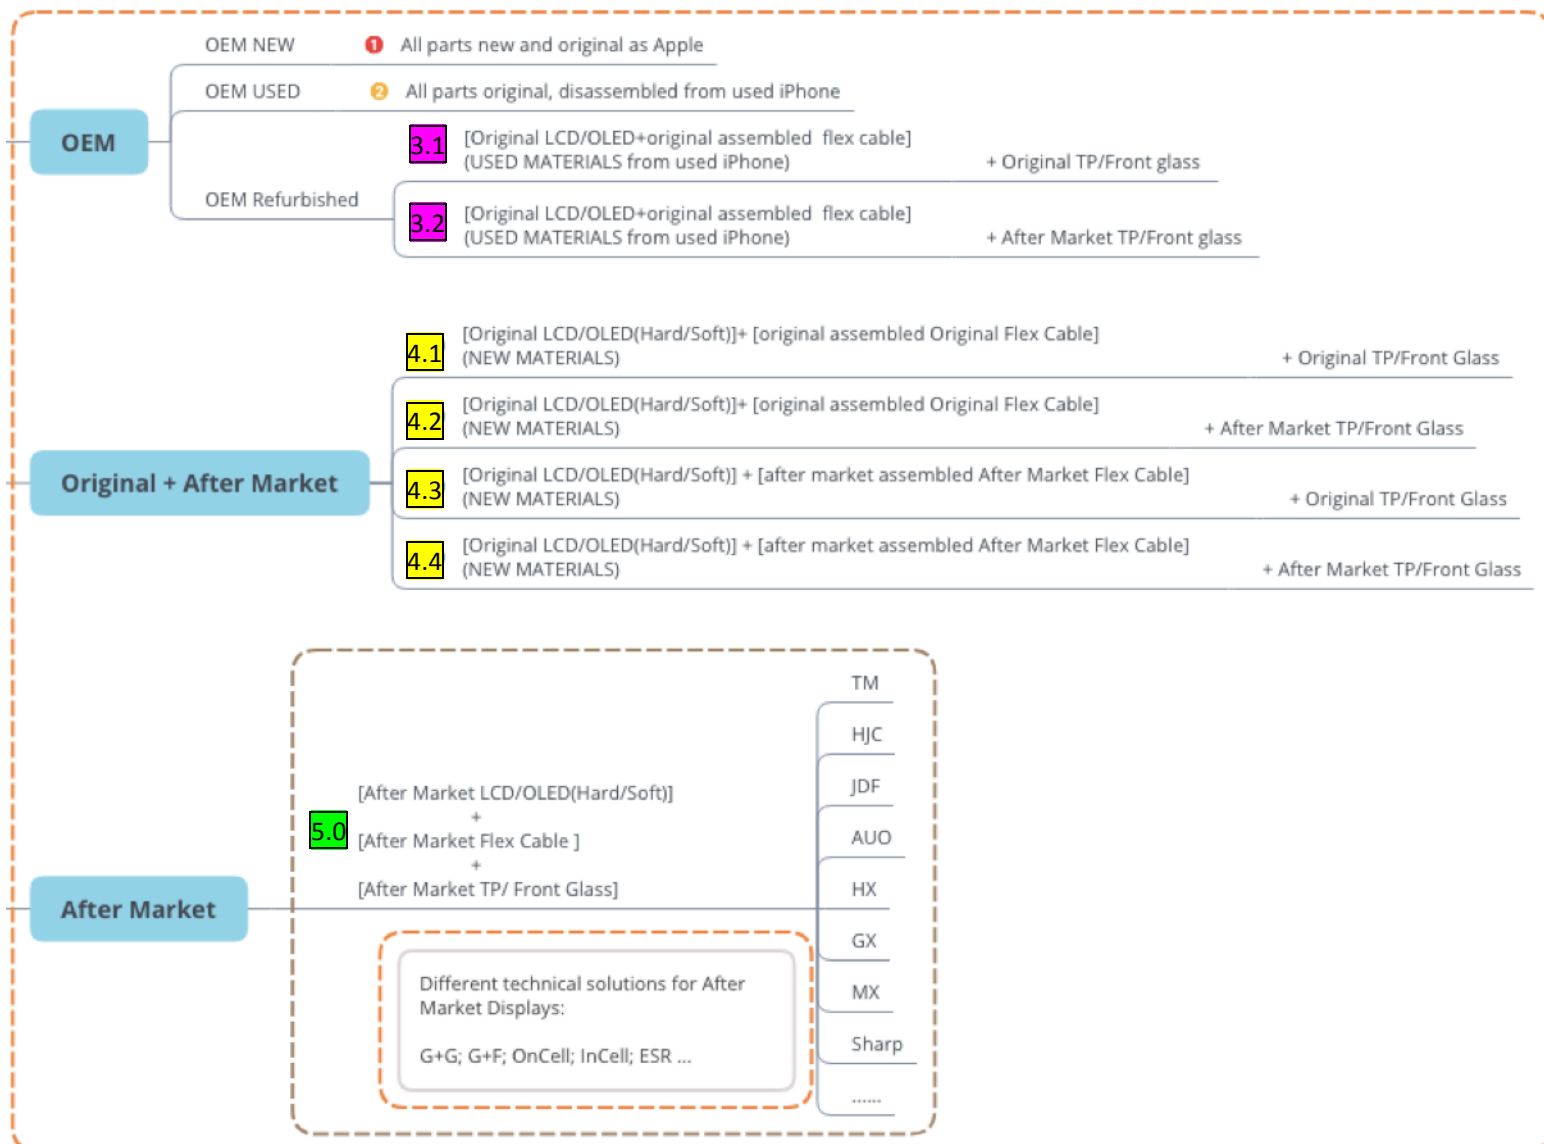 OEM NEW
1 All parts new and original as Apple
OEM USED
2 All parts original, disassembled from used iPhone
OEM
3.1
[Original LCD/OLED+original assembled  flex cable]
(USED MATERIALS from used iPhone)
+ Original TP/Front glass
OEM Refurbished
3.2
[Original LCD/OLED+original assembled  flex cable]
(USED MATERIALS from used iPhone)
+ After Market TP/Front glass
4.1
[Original LCD/OLED(Hard/Soft)]+ [original assembled Original Flex Cable]
(NEW MATERIALS)
+ Original TP/Front Glass
4.2
[Original LCD/OLED(Hard/Soft)]+ [original assembled Original Flex Cable]
(NEW MATERIALS)
+ After Market TP/Front Glass
Original + After Market
4.3
[Original LCD/OLED(Hard/Soft)] + [after market assembled After Market Flex Cable]
(NEW MATERIALS)
+ Original TP/Front Glass
4.4
[Original LCD/OLED(Hard/Soft)] + [after market assembled After Market Flex Cable]
(NEW MATERIALS)
+ After Market TP/Front Glass
After Market
5.0
[After Market LCD/OLED(Hard/Soft)]
+
[After Market Flex Cable ]
+
[After Market TP/ Front Glass]
Different technical solutions for After
Market Displays:
G+G; G+F; OnCell; InCell; ESR ...
TM
HJC
JDF
AUO
HX
GX
MX
Sharp
......